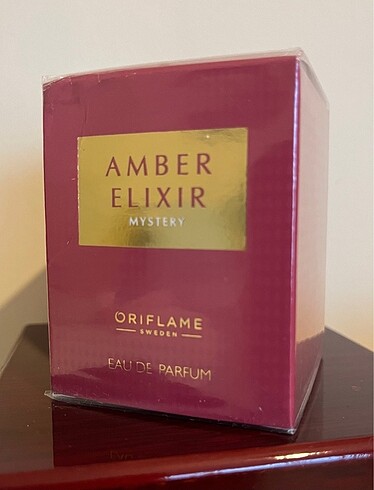 AMBER
ELIXIR
MYSTERY
ORIFLAME
SWEDEN
EAU DE PARFUM